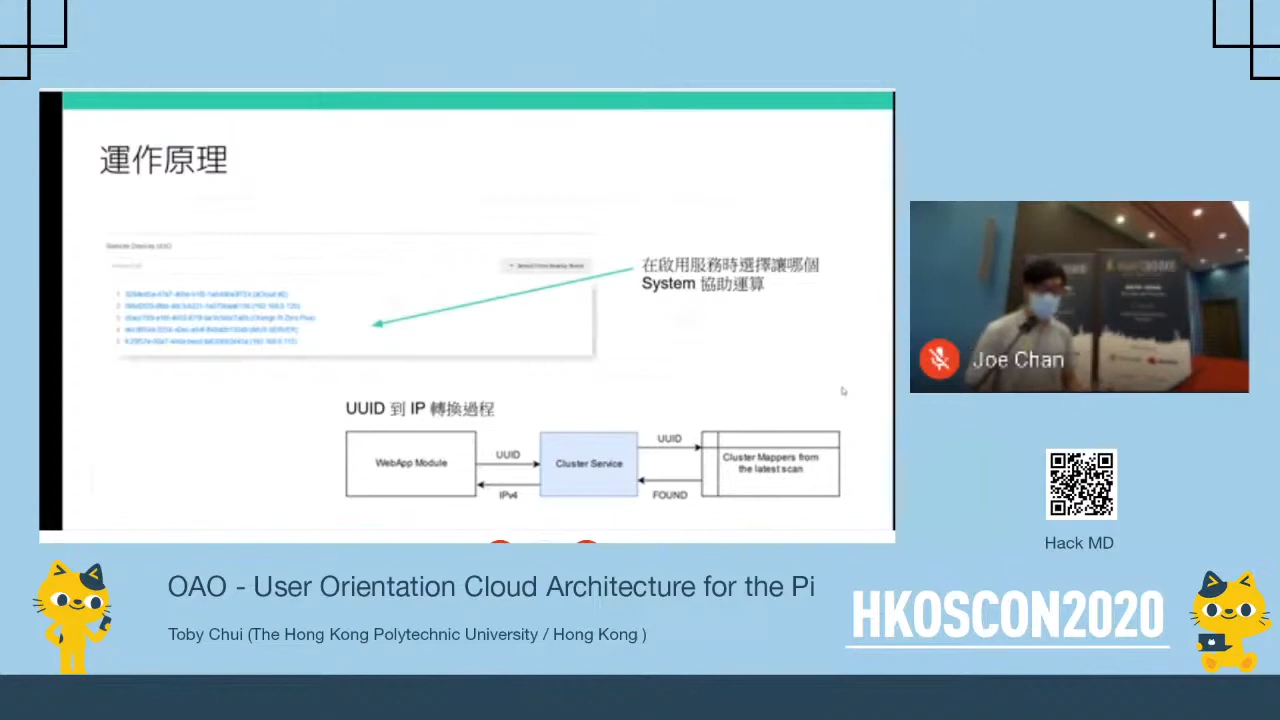 運作原理
Remote Devices UUID
在啟用服務時選擇讓哪個
System 協助運算
UUID 到 IP 轉換過程
WebApp Module
UUID
IPv4
Cluster Service
UUID
FOUND
Cluster Mappers from
the latest scan
Joe Chan
Hack MD
OAO - User Orientation Cloud Architecture for the Pi
Toby Chui (The Hong Kong Polytechnic University / Hong Kong )
HKOSCON2020